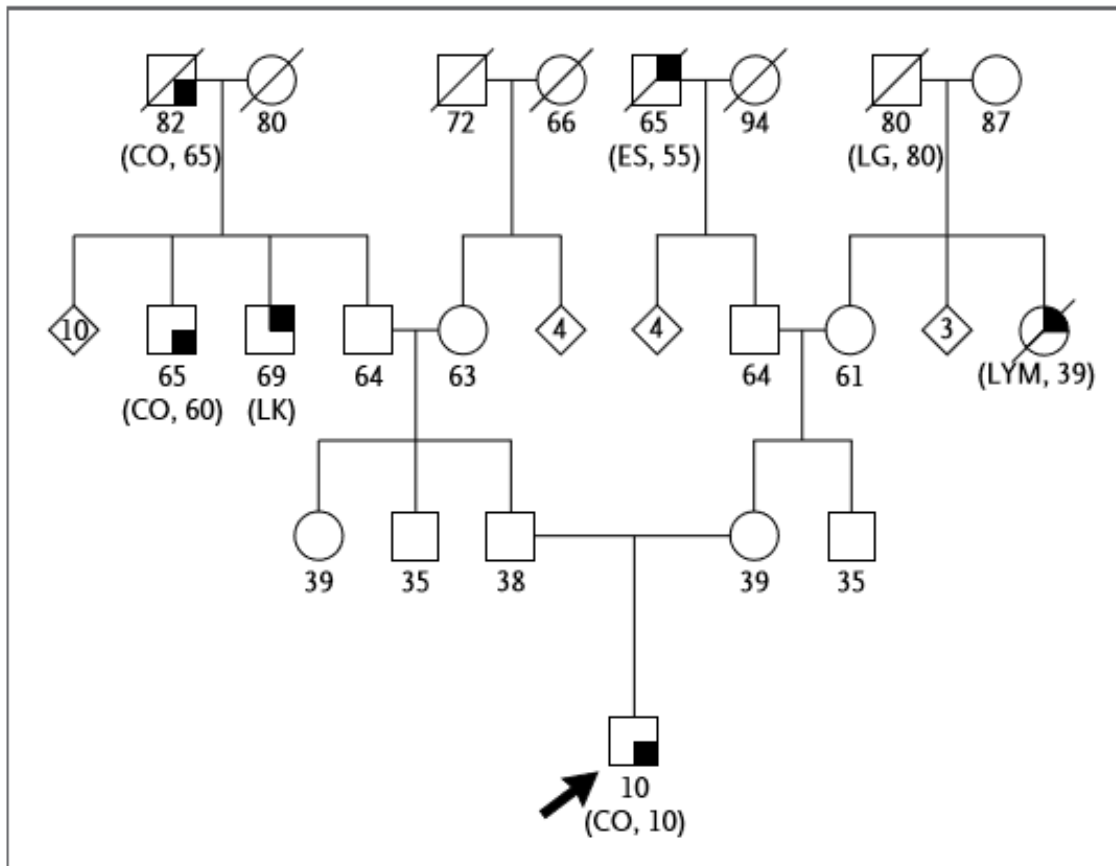 82 80 72 66 65 94 80 87
(CO, 65) (ES, 55) (LG, 80)
10 4 4 3
65 69 64 63 64 61 (LYM, 39)
(CO, 60) (LK)
39 35 38 39 35
10
(CO, 10)